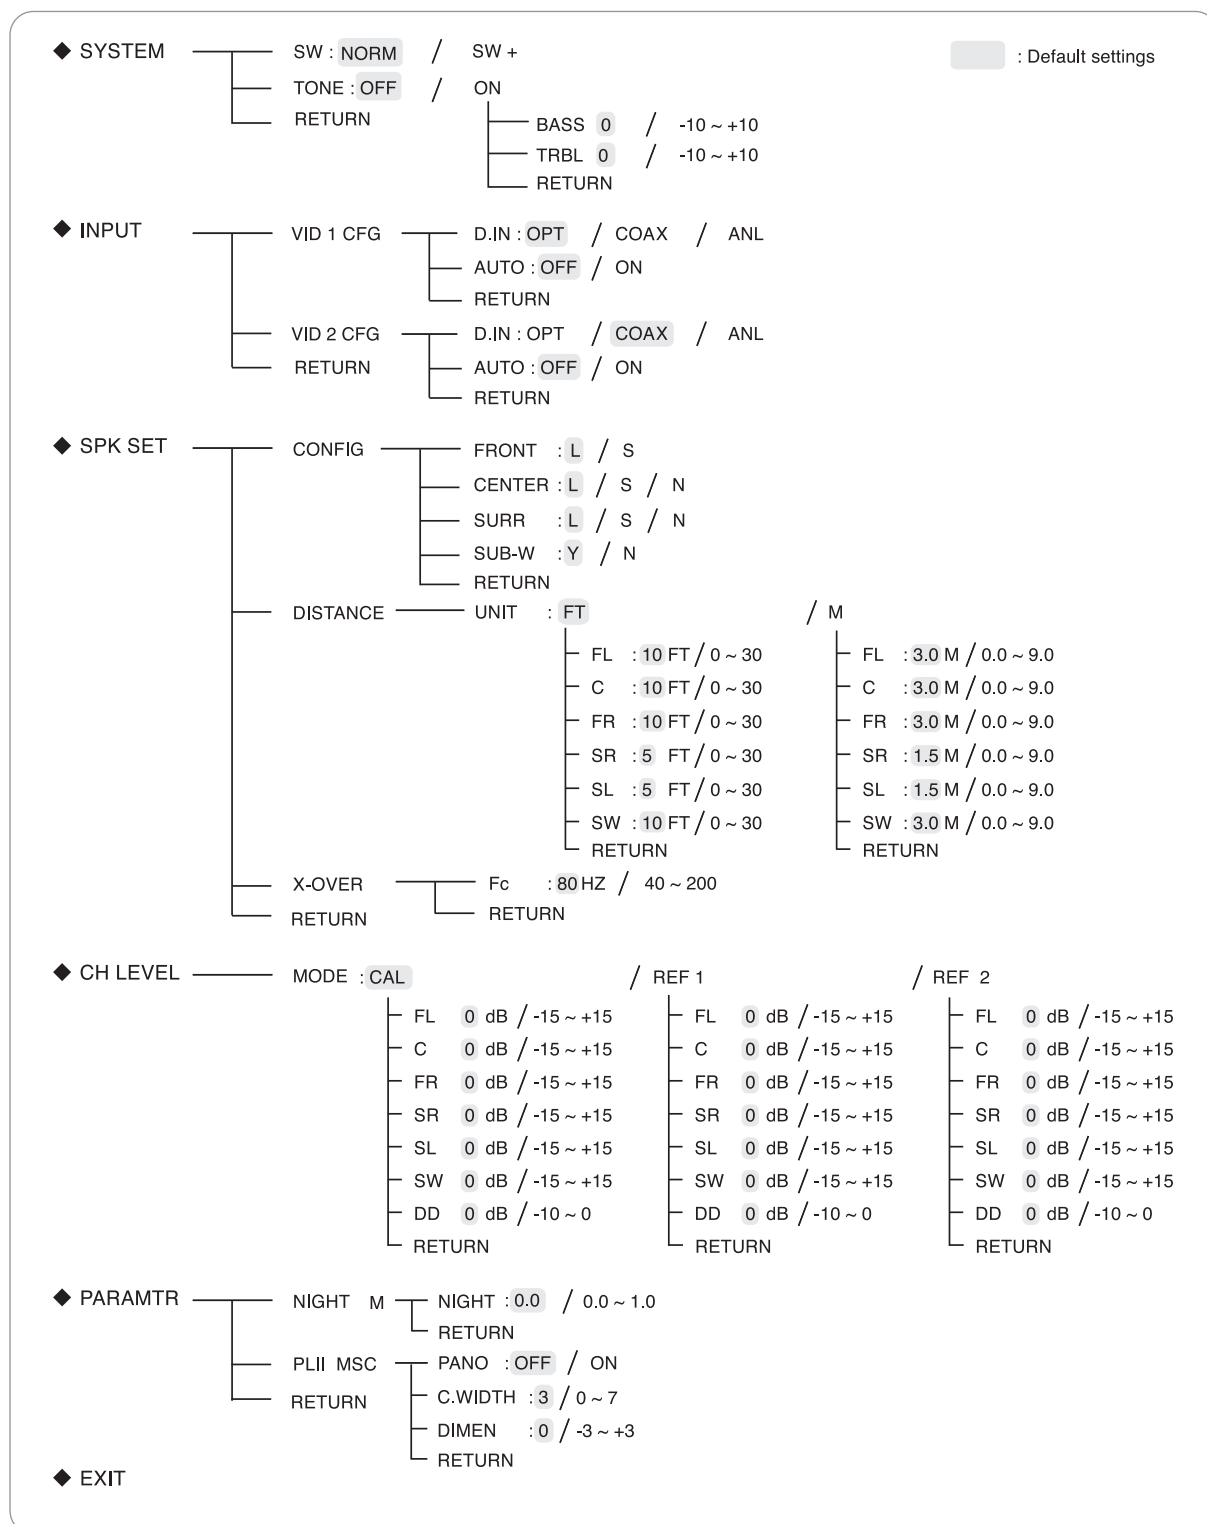 ◆ SYSTEM SW : NORM / SW + : Default settings
TONE : OFF / ON
RETURN
BASS 0 / -10 ~ +10
TRBL 0 / -10 ~ +10
RETURN
◆ INPUT VID 1 CFG D.IN : OPT / COAX / ANL
AUTO : OFF / ON
RETURN
VID 2 CFG D.IN : OPT / COAX / ANL
RETURN AUTO : OFF / ON
RETURN
◆ SPK SET CONFIG FRONT : L / S
CENTER : L / S / N
SURR : L / S / N
SUB-W : Y / N
RETURN
DISTANCE UNIT : FT / M
FL : 10 FT / 0 ~ 30 FL : 3.0 M / 0.0 ~ 9.0
C : 10 FT / 0 ~ 30 C : 3.0 M / 0.0 ~ 9.0
FR : 10 FT / 0 ~ 30 FR : 3.0 M / 0.0 ~ 9.0
SR : 5 FT / 0 ~ 30 SR : 1.5 M / 0.0 ~ 9.0
SL : 5 FT / 0 ~ 30 SL : 1.5 M / 0.0 ~ 9.0
SW : 10 FT / 0 ~ 30 SW : 3.0 M / 0.0 ~ 9.0
RETURN RETURN
X-OVER Fc : 80 HZ / 40 ~ 200
RETURN RETURN
◆ CH LEVEL MODE : CAL / REF 1 / REF 2
FL 0 dB / -15 ~ +15 FL 0 dB / -15 ~ +15 FL 0 dB / -15 ~ +15
C 0 dB / -15 ~ +15 C 0 dB / -15 ~ +15 C 0 dB / -15 ~ +15
FR 0 dB / -15 ~ +15 FR 0 dB / -15 ~ +15 FR 0 dB / -15 ~ +15
SR 0 dB / -15 ~ +15 SR 0 dB / -15 ~ +15 SR 0 dB / -15 ~ +15
SL 0 dB / -15 ~ +15 SL 0 dB / -15 ~ +15 SL 0 dB / -15 ~ +15
SW 0 dB / -15 ~ +15 SW 0 dB / -15 ~ +15 SW 0 dB / -15 ~ +15
DD 0 dB / -10 ~ 0 DD 0 dB / -10 ~ 0 DD 0 dB / -10 ~ 0
RETURN RETURN RETURN
◆ PARAMTR NIGHT M NIGHT : 0.0 / 0.0 ~ 1.0
RETURN
PLII MSC PANO : OFF / ON
RETURN C.WIDTH : 3 / 0 ~ 7
DIMEN : 0 / -3 ~ +3
RETURN
◆ EXIT